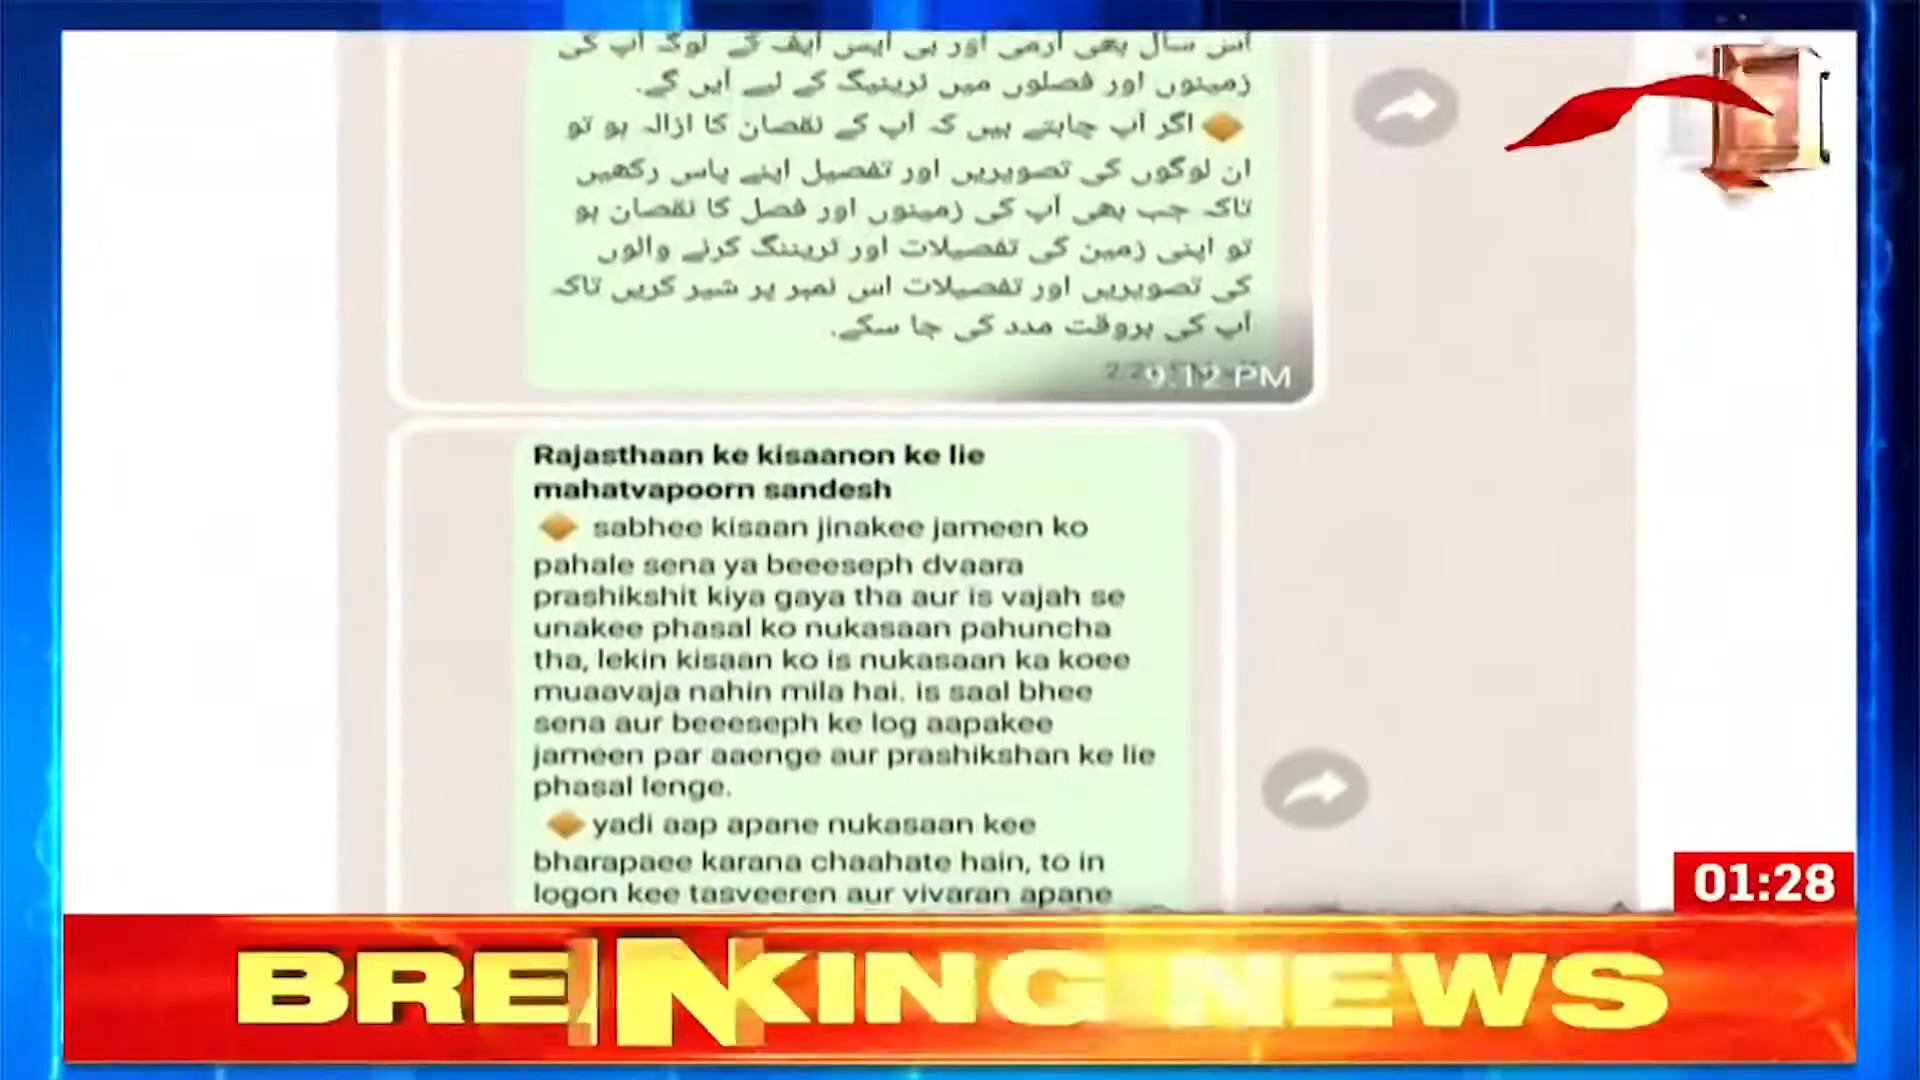 اس سال بھی آرمی اور بی ایس ایف کے لوگ آپ کی
زمینوں اور فصلوں میں ٹرینیگ کے لیے آیں گے.
اگر آپ چاہتے ہیں کہ آپ کے نقصان کا ازالہ ہو تو
ان لوگوں کی تصویریں اور تفصیل اپنے پاس رکھیں
تاکہ جب بھی آپ کی زمینوں اور فصل کا نقصان ہو
تو اپنی زمین کی تفصیلات اور ٹریننگ کرنے والوں
کی تصویریں اور تفصیلات اس نمبر پر شیر کریں تاکہ
آپ کی بروقت مدد کی جا سکے.
9:12 PM
Rajasthaan ke kisaanon ke lie
mahatvapoorn sandesh
sabhee kisaan jinakee jameen ko
pahale sena ya beeeseph dvaara
prashikshit kiya gaya tha aur is vajah se
unakee phasal ko nukasaan pahuncha
tha, lekin kisaan ko is nukasaan ka koee
muaavaja nahin mila hai. is saal bhee
sena aur beeeseph ke log aapakee
jameen par aaenge aur prashikshan ke lie
phasal lenge.
yadi aap apane nukasaan kee
bharapaee karana chaahate hain, to in
logon kee tasveeren aur vivaran apane
01:28
BREAKING NEWS